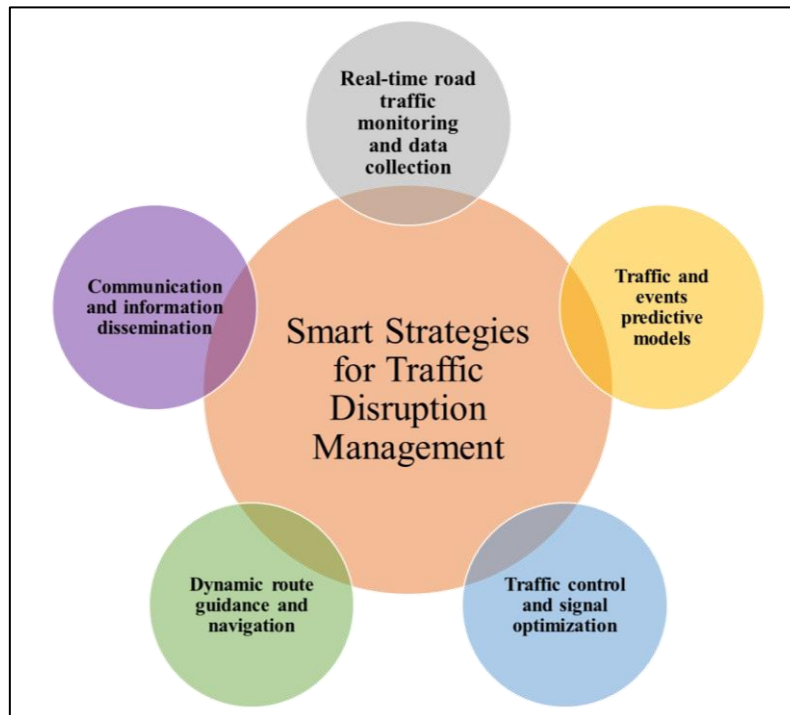 Real-time road
traffic
monitoring
and data
collection
Communication
and information
dissemination
Traffic and
events
predictive
models
Smart Strategies
for Traffic
Disruption
Management
Dynamic route
guidance and
navigation
Traffic control
and signal
optimization